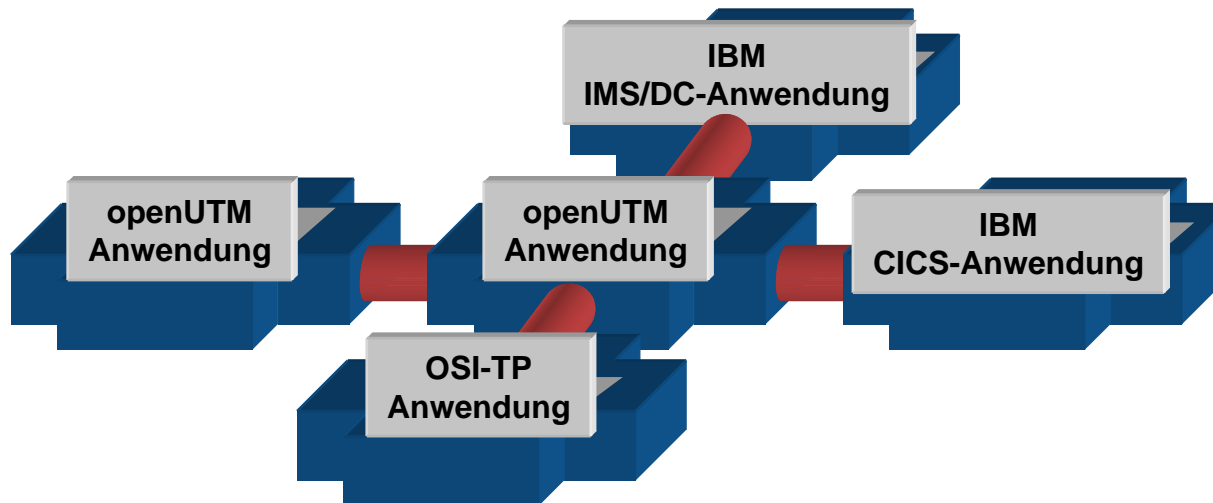 IBM
IMS/DC-Anwendung
openUTM
Anwendung
openUTM
Anwendung
IBM
CICS-Anwendung
OSI-TP
Anwendung